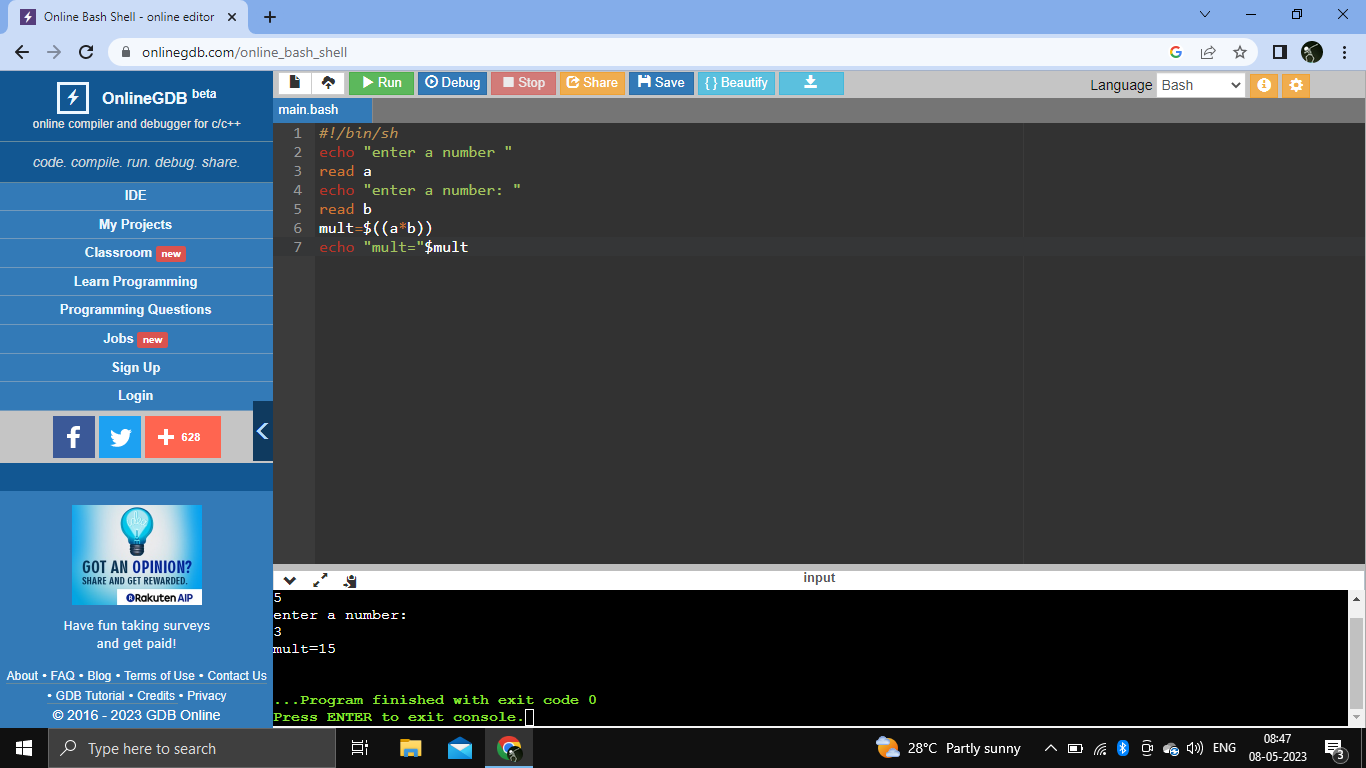 Online Bash Shell - online editor
onlinegdb.com/online_bash_shell
OnlineGDB beta
online compiler and debugger for c/c++
code. compile. run. debug. share.
IDE
My Projects
Classroom new
Learn Programming
Programming Questions
Jobs new
Sign Up
Login
628
GOT AN OPINION?
SHARE AND GET REWARDED.
Rakuten AIP
Have fun taking surveys
and get paid!
About • FAQ • Blog • Terms of Use • Contact Us
• GDB Tutorial • Credits • Privacy
© 2016 - 2023 GDB Online
Run Debug Stop Share Save { } Beautify
Language Bash
main.bash
1 #!/bin/sh
2 echo "enter a number "
3 read a
4 echo "enter a number: "
5 read b
6 mult=$((a*b))
7 echo "mult="$mult
input
5
enter a number:
3
mult=15
...Program finished with exit code 0
Press ENTER to exit console.
Type here to search
28°C Partly sunny
ENG
08:47
08-05-2023
3